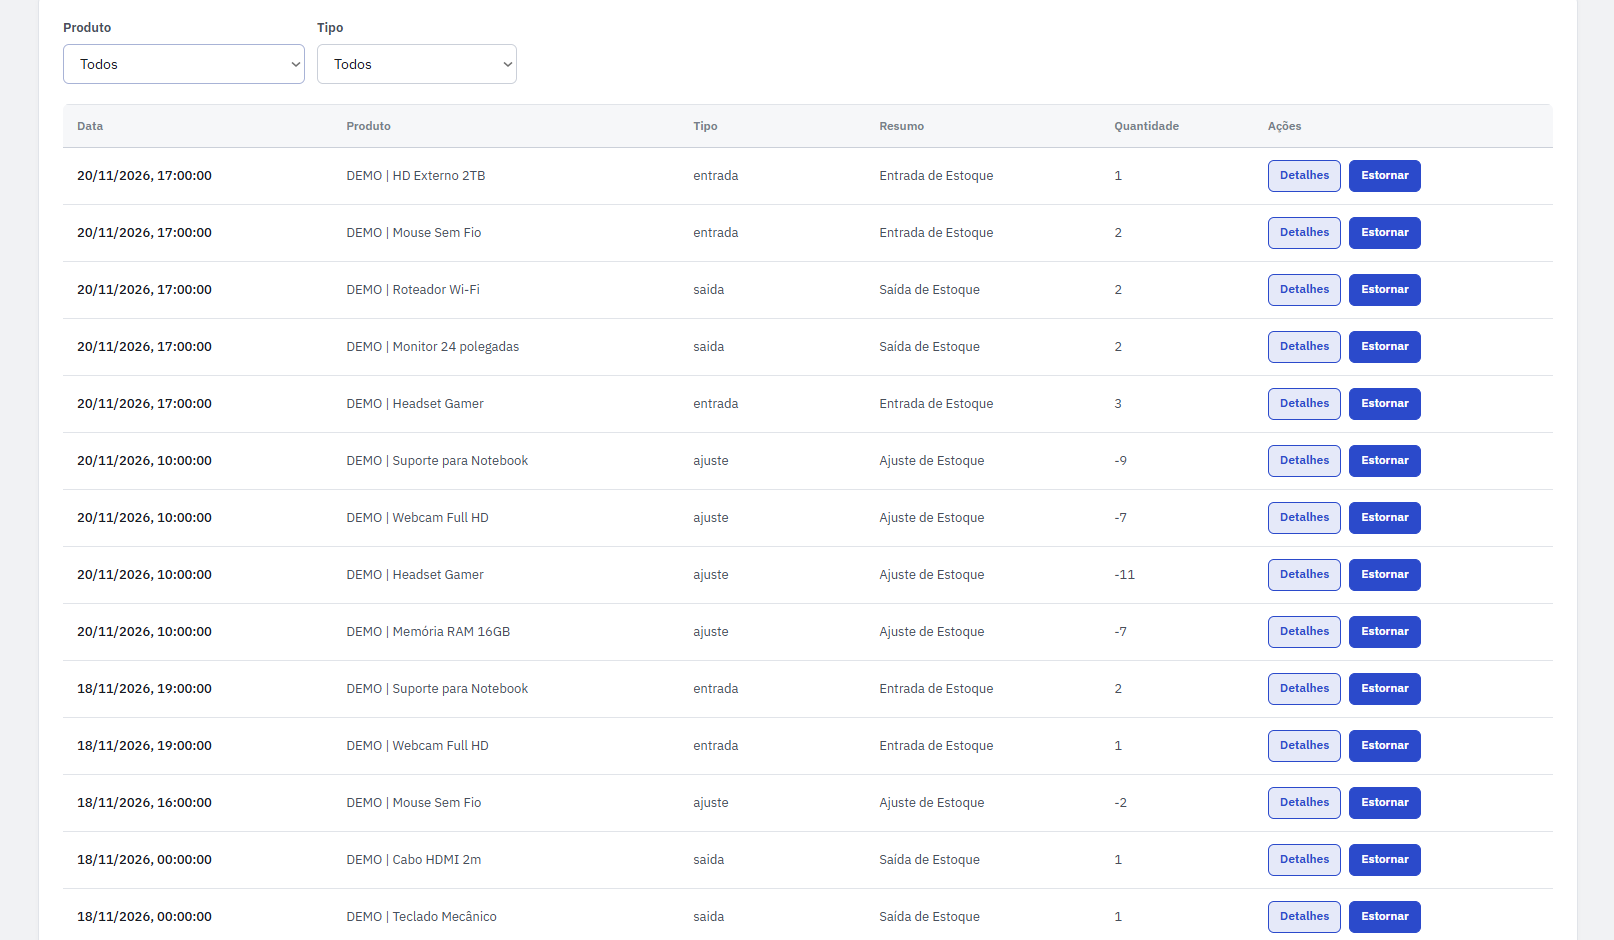 Produto Tipo
Todos Todos
Data Produto Tipo Resumo Quantidade Ações
20/11/2026, 17:00:00 DEMO | HD Externo 2TB entrada Entrada de Estoque 1 Detalhes Estornar
20/11/2026, 17:00:00 DEMO | Mouse Sem Fio entrada Entrada de Estoque 2 Detalhes Estornar
20/11/2026, 17:00:00 DEMO | Roteador Wi-Fi saida Saída de Estoque 2 Detalhes Estornar
20/11/2026, 17:00:00 DEMO | Monitor 24 polegadas saida Saída de Estoque 2 Detalhes Estornar
20/11/2026, 17:00:00 DEMO | Headset Gamer entrada Entrada de Estoque 3 Detalhes Estornar
20/11/2026, 10:00:00 DEMO | Suporte para Notebook ajuste Ajuste de Estoque -9 Detalhes Estornar
20/11/2026, 10:00:00 DEMO | Webcam Full HD ajuste Ajuste de Estoque -7 Detalhes Estornar
20/11/2026, 10:00:00 DEMO | Headset Gamer ajuste Ajuste de Estoque -11 Detalhes Estornar
20/11/2026, 10:00:00 DEMO | Memória RAM 16GB ajuste Ajuste de Estoque -7 Detalhes Estornar
18/11/2026, 19:00:00 DEMO | Suporte para Notebook entrada Entrada de Estoque 2 Detalhes Estornar
18/11/2026, 19:00:00 DEMO | Webcam Full HD entrada Entrada de Estoque 1 Detalhes Estornar
18/11/2026, 16:00:00 DEMO | Mouse Sem Fio ajuste Ajuste de Estoque -2 Detalhes Estornar
18/11/2026, 00:00:00 DEMO | Cabo HDMI 2m saida Saída de Estoque 1 Detalhes Estornar
18/11/2026, 00:00:00 DEMO | Teclado Mecânico saida Saída de Estoque 1 Detalhes Estornar